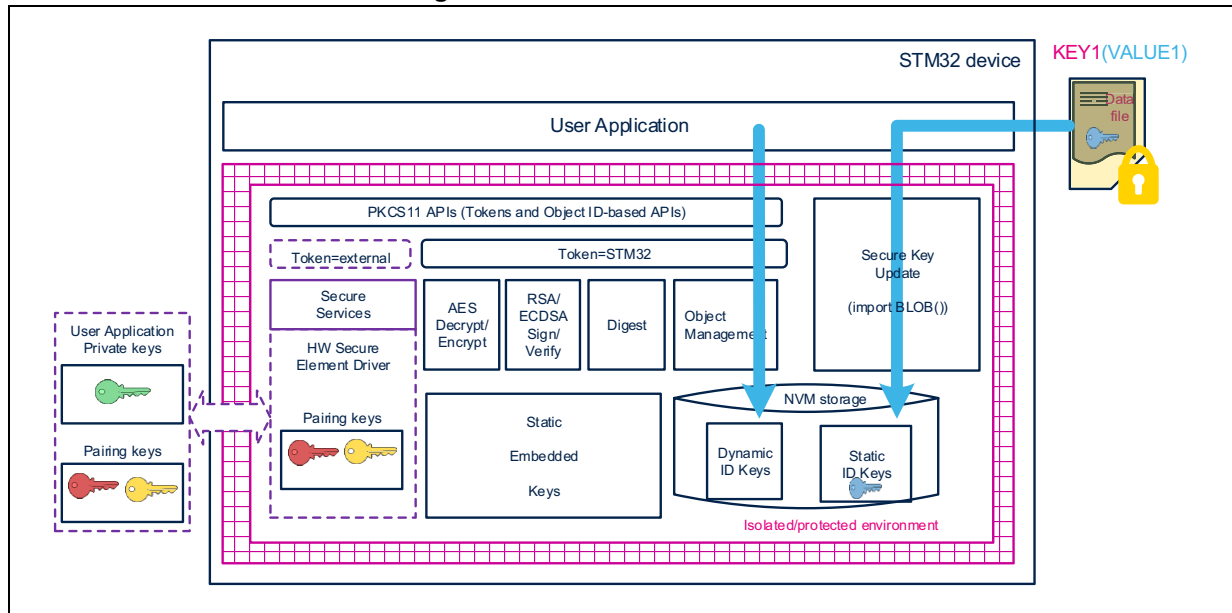 STM32 device
KEY1(VALUE1)
Data
file
User Application
PKCS11 APIs (Tokens and Object ID-based APIs)
Token=external
Token=STM32
Secure
Services
AES
Decrypt/
Encrypt
RSA/
ECDSA
Sign/
Verify
Digest
Object
Management
Secure Key
Update
(import BLOB())
User Application
Private keys
HW Secure
Element Driver
Pairing keys
Pairing keys
Static
Embedded
Keys
NVM storage
Dynamic
ID Keys
Static
ID Keys
Isolated/protected environment